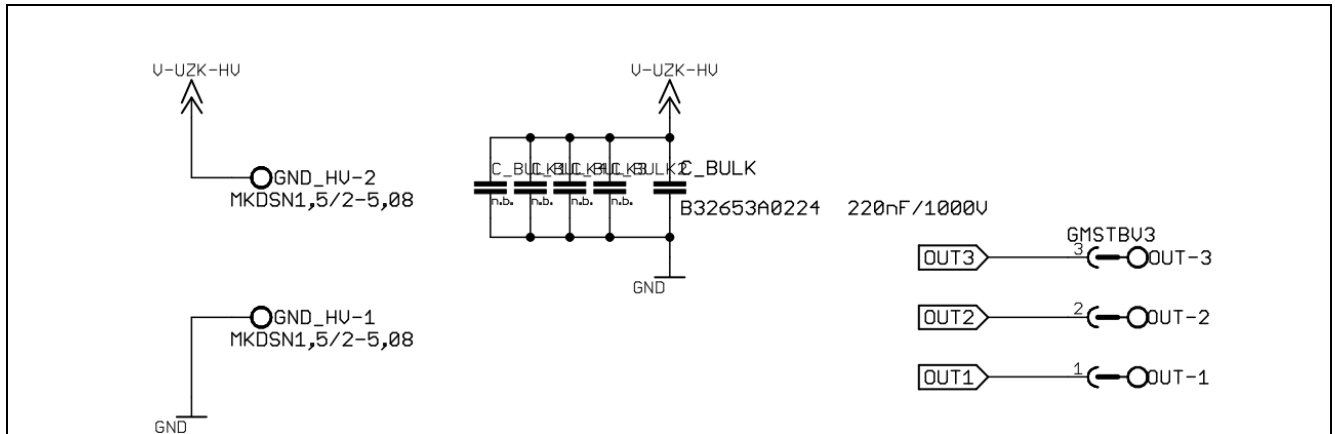 V-UZK-HV
V-UZK-HV
C_BULK
GND_HV-2
MKDSN1,5/2-5,08
n.b. n.b. n.b. n.b.
B32653A0224 220nF/1000V
GMSTBV3
OUT3 3 OUT-3
GND
GND_HV-1
MKDSN1,5/2-5,08
OUT2 2 OUT-2
OUT1 1 OUT-1
GND